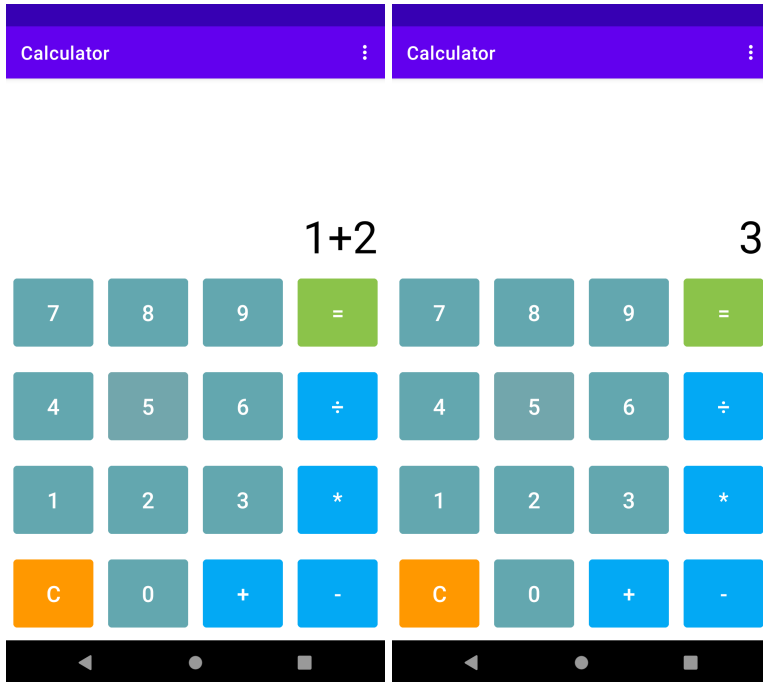 Calculator
1+2
7 8 9 =
4 5 6 ÷
1 2 3 *
C 0 + -
Calculator
3
7 8 9 =
4 5 6 ÷
1 2 3 *
C 0 + -